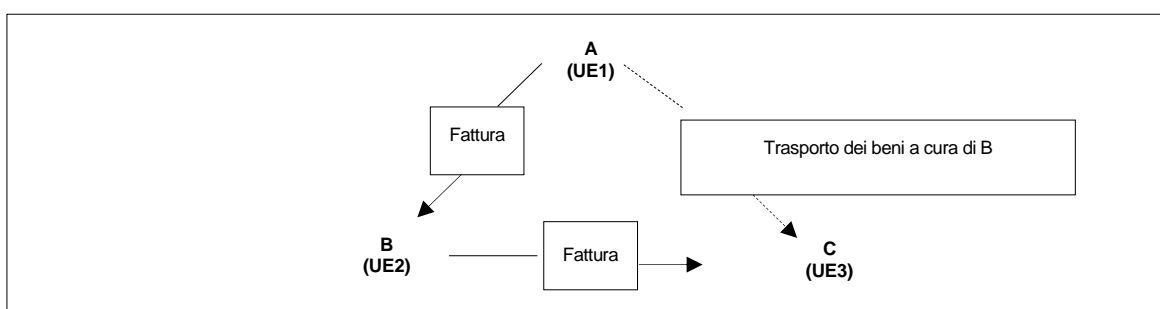 A
(UE1)
Fattura
Trasporto dei beni a cura di B
B
(UE2)
Fattura
C
(UE3)